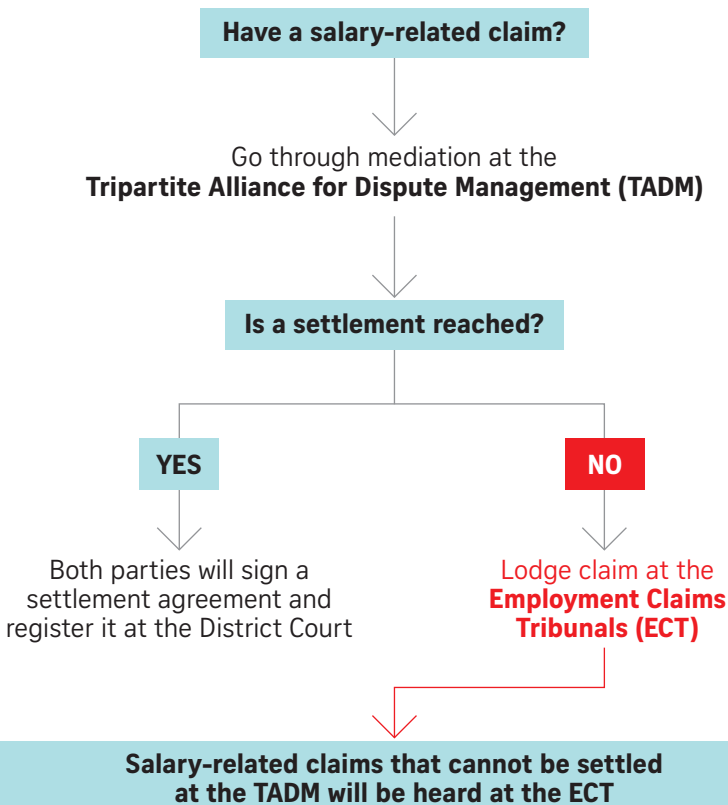 Have a salary-related claim?
Go through mediation at the
Tripartite Alliance for Dispute Management (TADM)
Is a settlement reached?
YES
NO
Both parties will sign a
settlement agreement and
register it at the District Court
Lodge claim at the
Employment Claims
Tribunals (ECT)
Salary-related claims that cannot be settled
at the TADM will be heard at the ECT